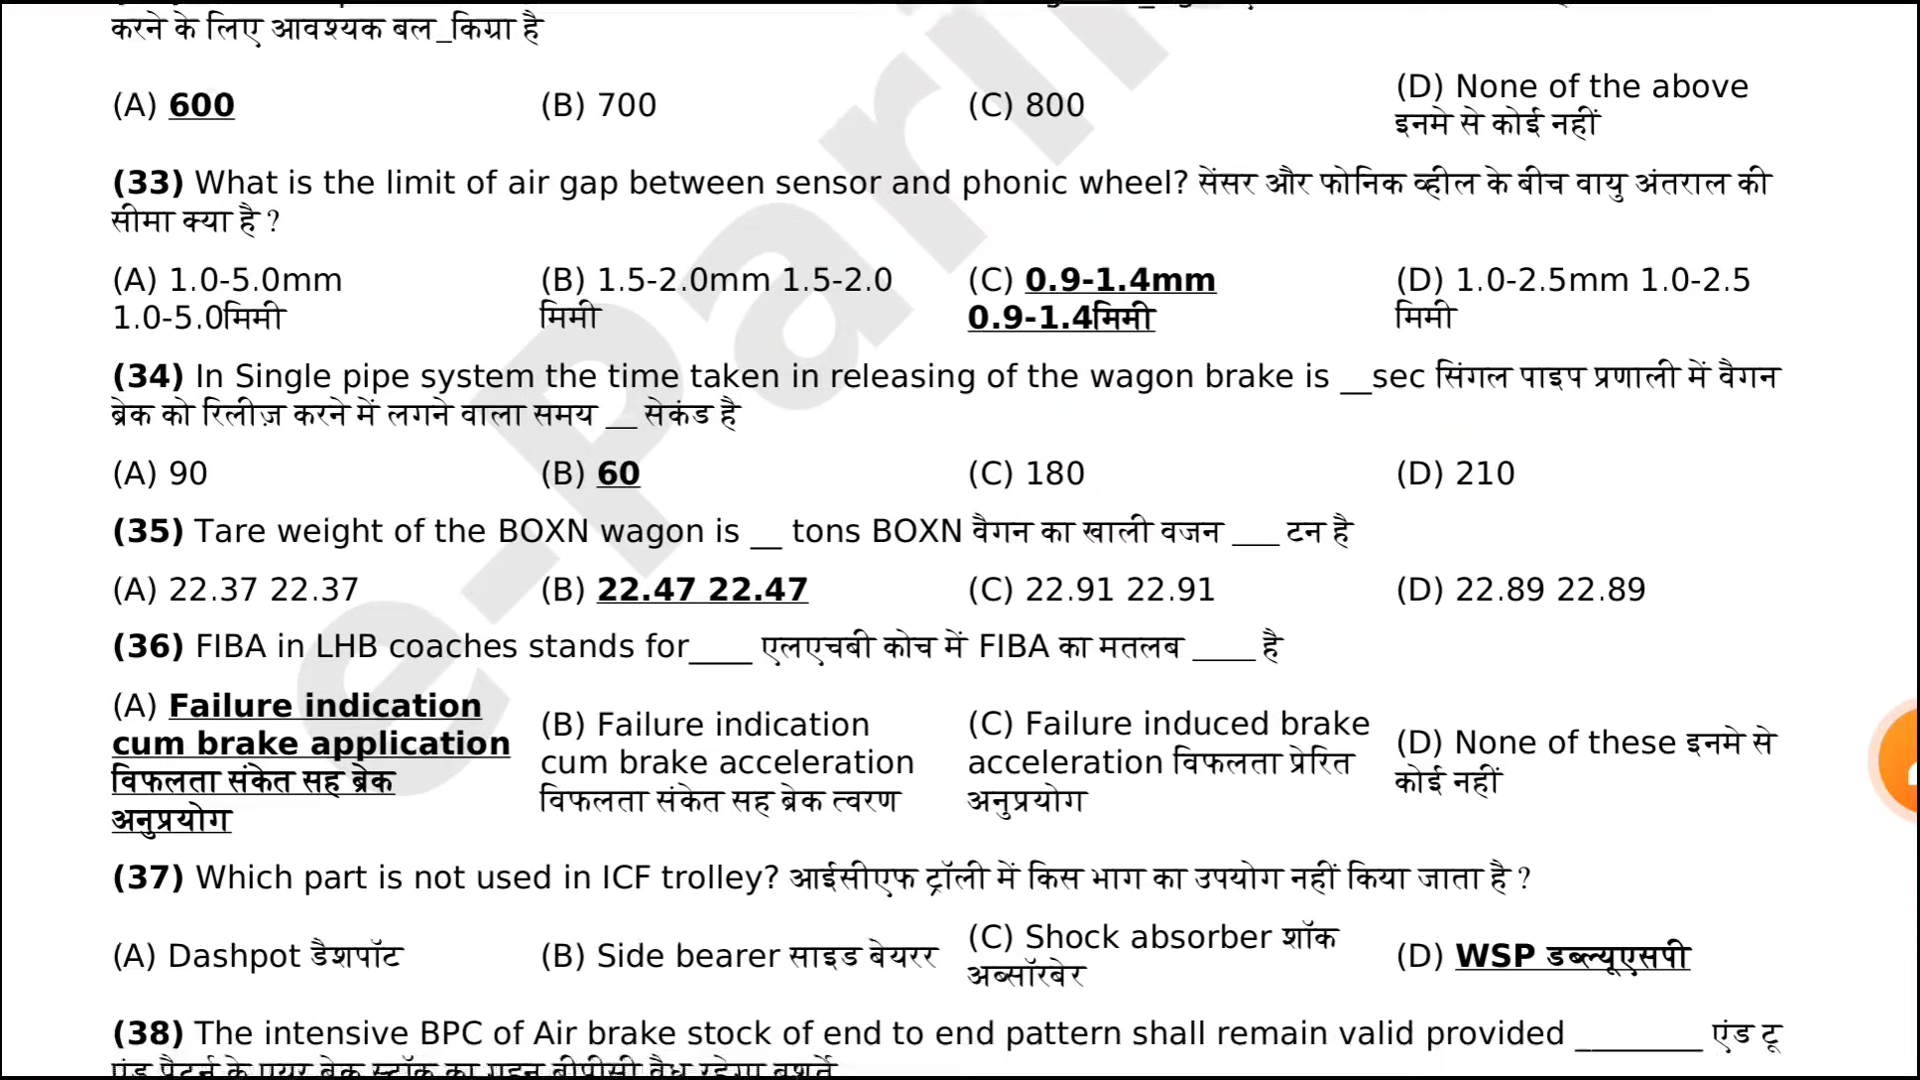 करने के लिए आवश्यक बल_किग्रा है
(A) 600 (B) 700 (C) 800 (D) None of the above इनमे से कोई नहीं
(33) What is the limit of air gap between sensor and phonic wheel? सेंसर और फोनिक व्हील के बीच वायु अंतराल की
सीमा क्या है ?
(A) 1.0-5.0mm 1.0-5.0मिमी (B) 1.5-2.0mm 1.5-2.0 मिमी (C) 0.9-1.4mm 0.9-1.4मिमी (D) 1.0-2.5mm 1.0-2.5 मिमी
(34) In Single pipe system the time taken in releasing of the wagon brake is __sec सिंगल पाइप प्रणाली में वैगन
ब्रेक को रिलीज़ करने में लगने वाला समय __ सेकंड है
(A) 90 (B) 60 (C) 180 (D) 210
(35) Tare weight of the BOXN wagon is __ tons BOXN वैगन का खाली वजन ___ टन है
(A) 22.37 22.37 (B) 22.47 22.47 (C) 22.91 22.91 (D) 22.89 22.89
(36) FIBA in LHB coaches stands for____ एलएचबी कोच में FIBA का मतलब ____ है
(A) Failure indication cum brake application विफलता संकेत सह ब्रेक अनुप्रयोग
(B) Failure indication cum brake acceleration विफलता संकेत सह ब्रेक त्वरण
(C) Failure induced brake acceleration विफलता प्रेरित अनुप्रयोग
(D) None of these इनमे से कोई नहीं
(37) Which part is not used in ICF trolley? आईसीएफ ट्रॉली में किस भाग का उपयोग नहीं किया जाता है ?
(A) Dashpot डैशपॉट (B) Side bearer साइड बेयरर (C) Shock absorber शॉक अब्सॉरबेर (D) WSP डब्ल्यूएसपी
(38) The intensive BPC of Air brake stock of end to end pattern shall remain valid provided ________ एंड टू
एंड पैटर्न के एयर ब्रेक स्टॉक का गहन बीपीसी वैध रहेगा बशर्ते